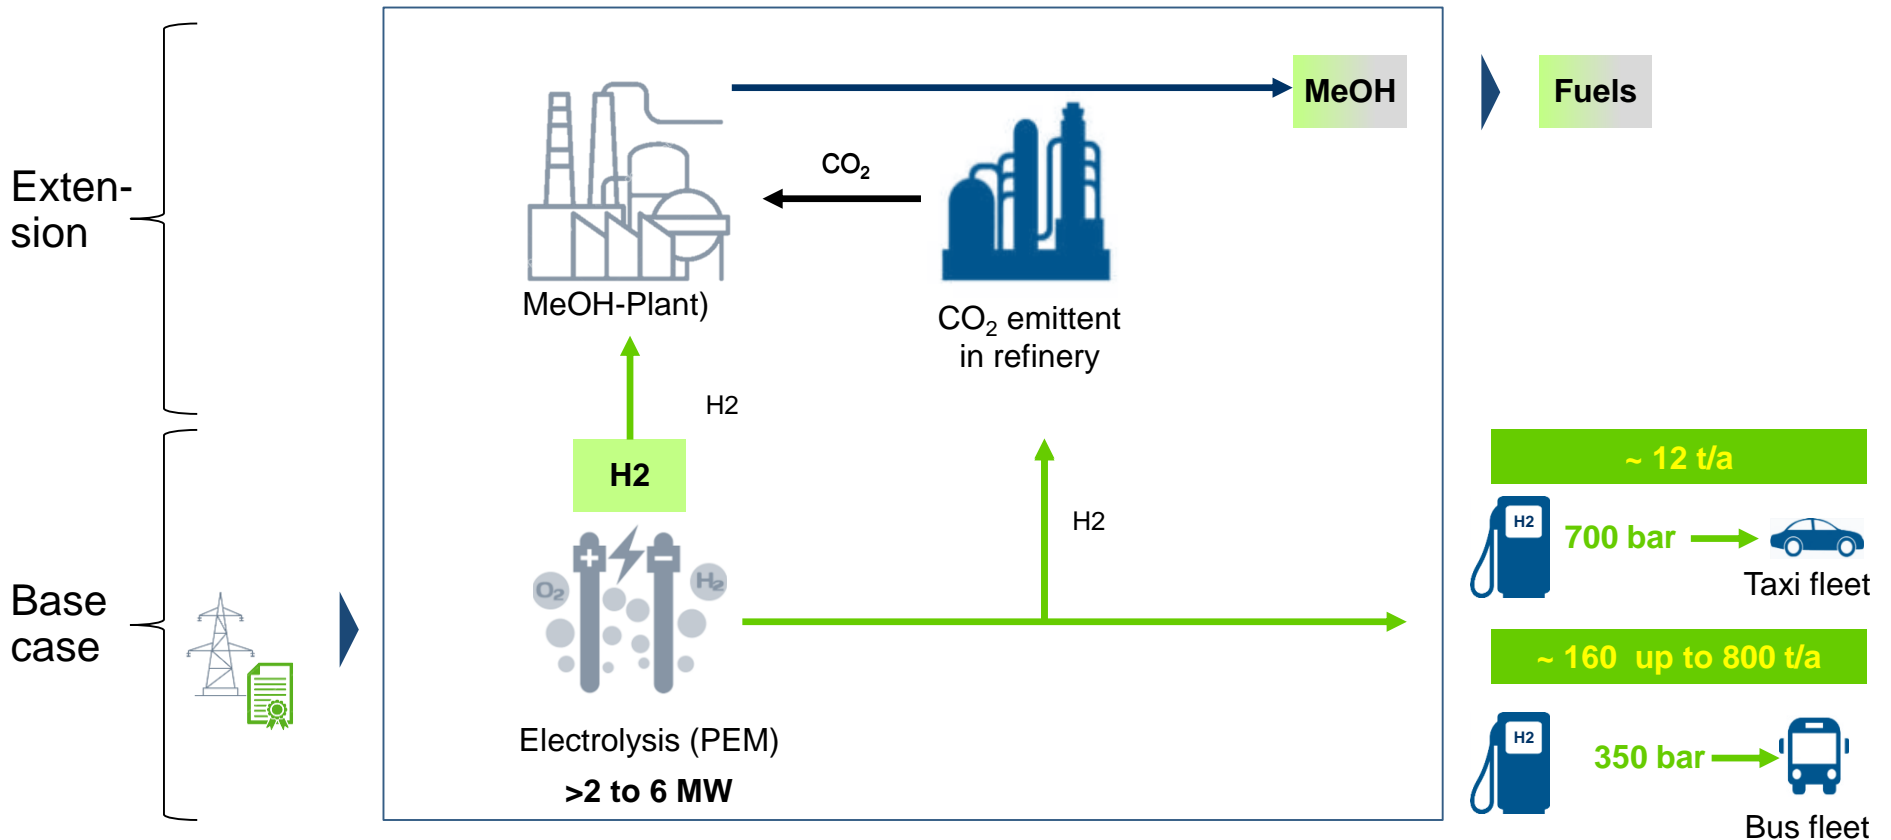 Exten-
sion
MeOH
Fuels
CO₂
MeOH-Plant)
CO₂ emittent
in refinery
H2
H2
H2
~ 12 t/a
H2
700 bar
Taxi fleet
Base
case
O₂
+
–
H₂
~ 160 up to 800 t/a
Electrolysis (PEM)
>2 to 6 MW
H2
350 bar
Bus fleet